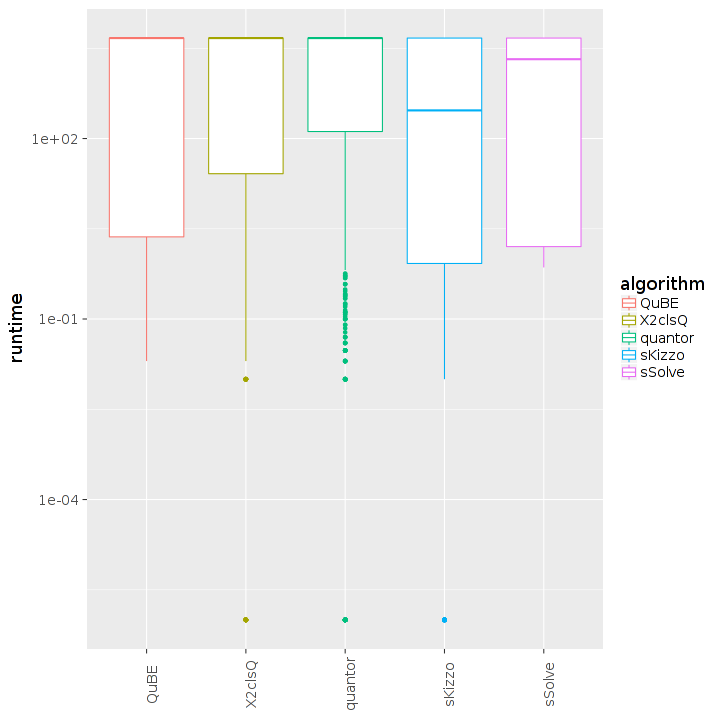 1e+02
1e-01
1e-04
runtime
QuBE
X2clsQ
quantor
sKizzo
sSolve
algorithm
QuBE
X2clsQ
quantor
sKizzo
sSolve